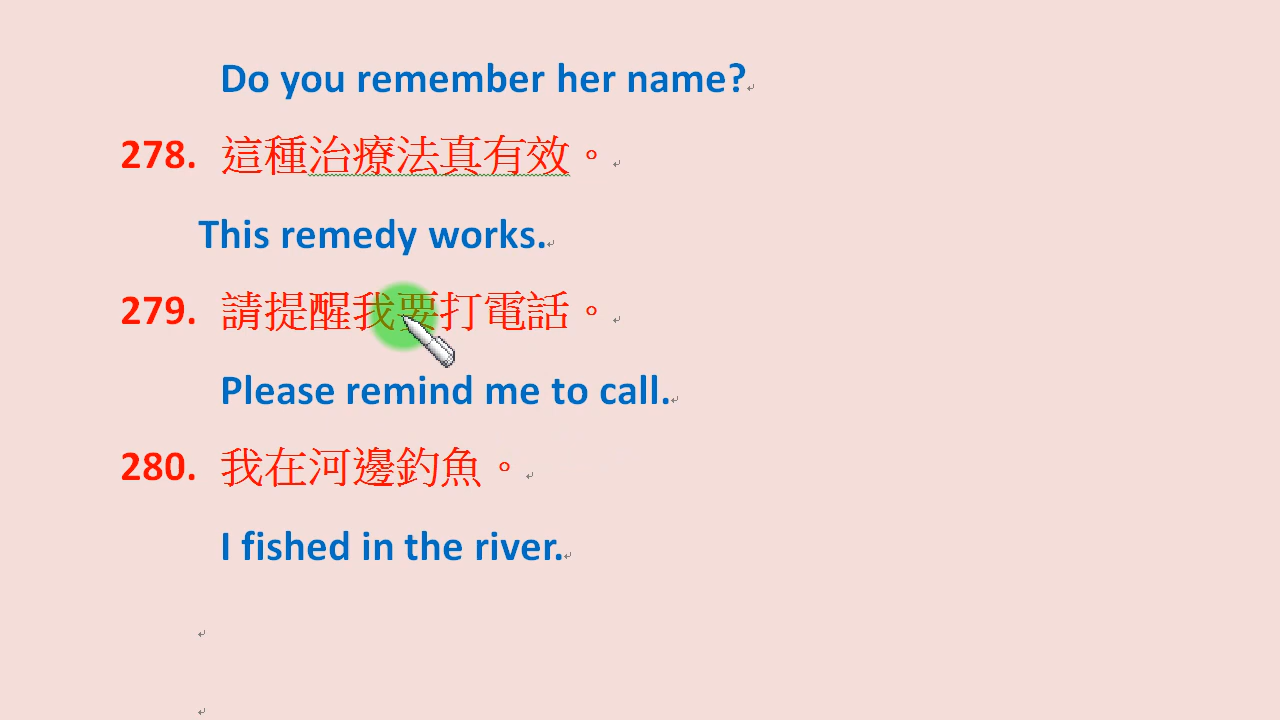 Do you remember her name?
278. 這種治療法真有效。
This remedy works.
279. 請提醒我要打電話。
Please remind me to call.
280. 我在河邊釣魚。
I fished in the river.